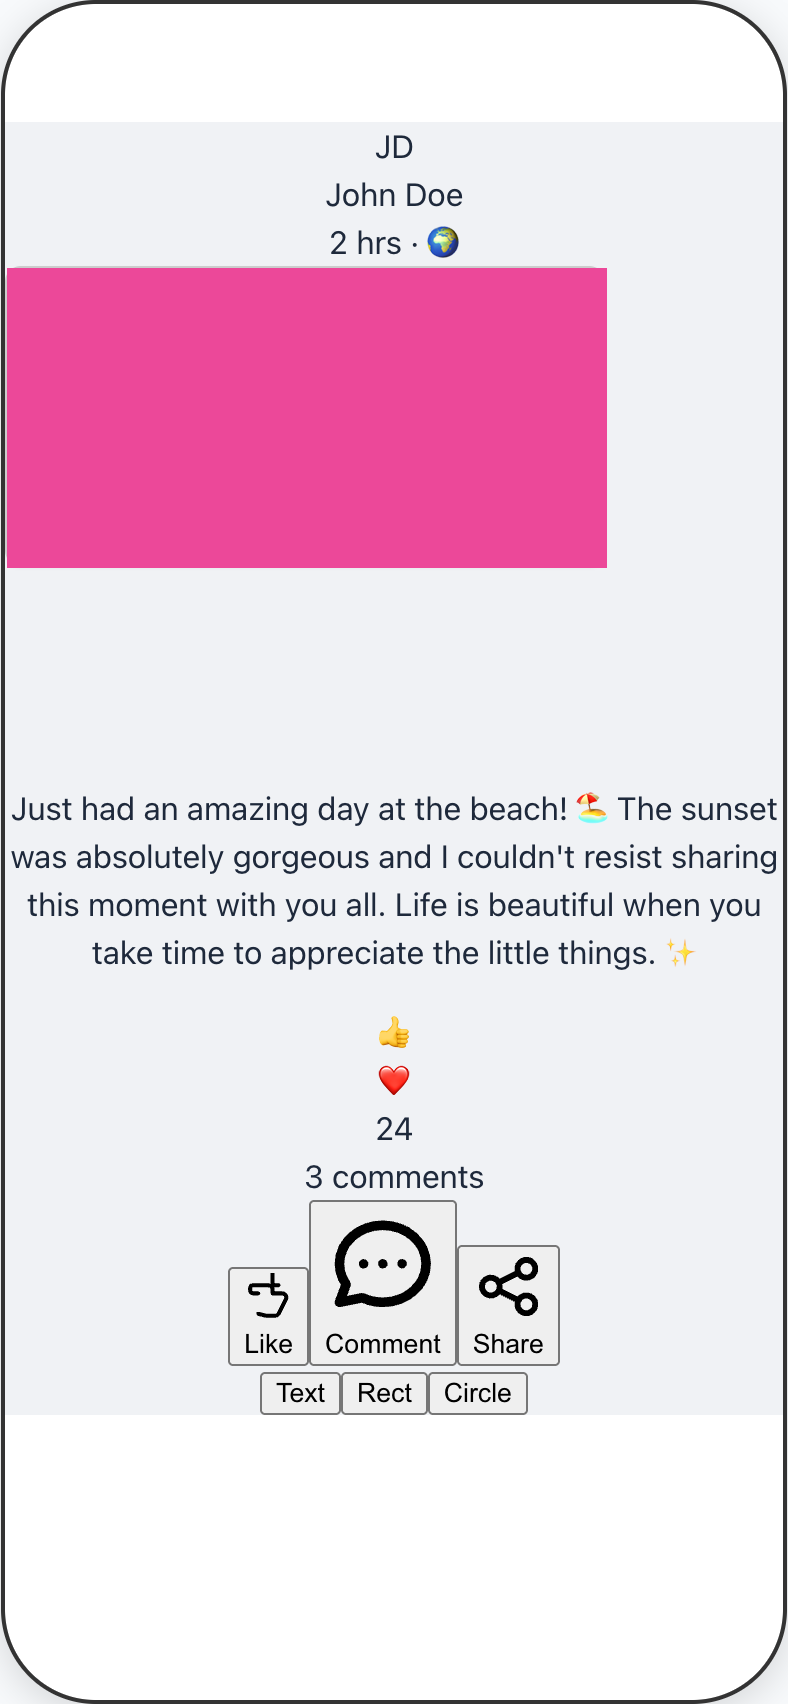 JD
John Doe
2 hrs · 🌍
Just had an amazing day at the beach! 🏖️ The sunset
was absolutely gorgeous and I couldn't resist sharing
this moment with you all. Life is beautiful when you
take time to appreciate the little things. ✨
👍
❤️
24
3 comments
Like Comment Share
Text Rect Circle